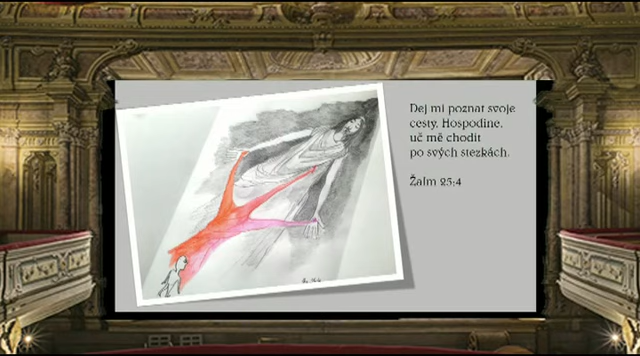 Dej mi poznat svoje
cesty, Hospodine,
uč mě chodit
po svých stezkách.
Žalm 25:4